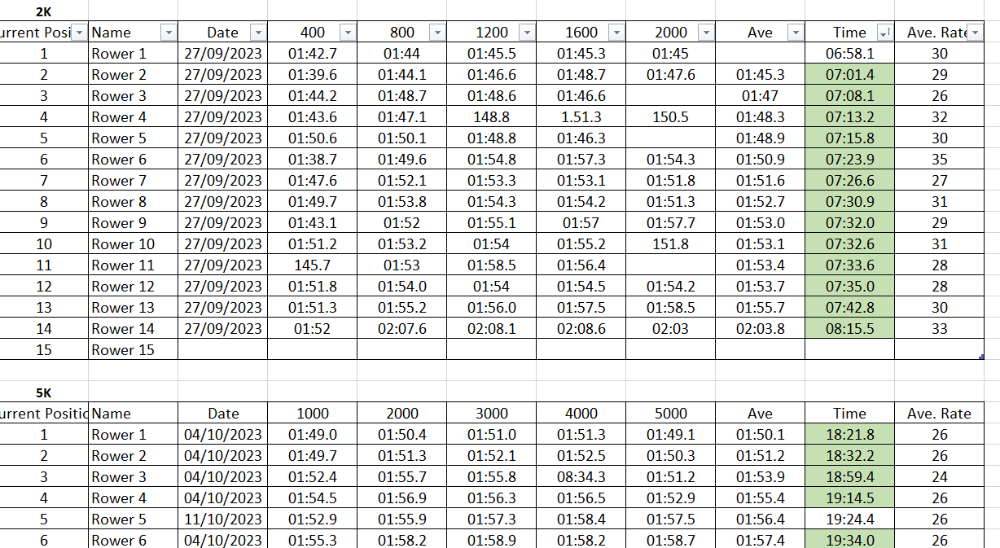 2K
urrent Posi Name Date 400 800 1200 1600 2000 Ave Time Ave. Rate
1 Rower 1 27/09/2023 01:42.7 01:44 01:45.5 01:45.3 01:45 06:58.1 30
2 Rower 2 27/09/2023 01:39.6 01:44.1 01:46.6 01:48.7 01:47.6 01:45.3 07:01.4 29
3 Rower 3 27/09/2023 01:44.2 01:48.7 01:48.6 01:46.6 01:47 07:08.1 26
4 Rower 4 27/09/2023 01:43.6 01:47.1 148.8 1.51.3 150.5 01:48.3 07:13.2 32
5 Rower 5 27/09/2023 01:50.6 01:50.1 01:48.8 01:46.3 01:48.9 07:15.8 30
6 Rower 6 27/09/2023 01:38.7 01:49.6 01:54.8 01:57.3 01:54.3 01:50.9 07:23.9 35
7 Rower 7 27/09/2023 01:47.6 01:52.1 01:53.3 01:53.1 01:51.8 01:51.6 07:26.6 27
8 Rower 8 27/09/2023 01:49.7 01:53.8 01:54.3 01:54.2 01:51.3 01:52.7 07:30.9 31
9 Rower 9 27/09/2023 01:43.1 01:52 01:55.1 01:57 01:57.7 01:53.0 07:32.0 29
10 Rower 10 27/09/2023 01:51.2 01:53.2 01:54 01:55.2 151.8 01:53.1 07:32.6 31
11 Rower 11 27/09/2023 145.7 01:53 01:58.5 01:56.4 01:53.4 07:33.6 28
12 Rower 12 27/09/2023 01:51.8 01:54.0 01:54 01:54.5 01:54.2 01:53.7 07:35.0 28
13 Rower 13 27/09/2023 01:51.3 01:55.2 01:56.0 01:57.5 01:58.5 01:55.7 07:42.8 30
14 Rower 14 27/09/2023 01:52 02:07.6 02:08.1 02:08.6 02:03 02:03.8 08:15.5 33
15 Rower 15
5K
urrent Positic Name Date 1000 2000 3000 4000 5000 Ave Time Ave. Rate
1 Rower 1 04/10/2023 01:49.0 01:50.4 01:51.0 01:51.3 01:49.1 01:50.1 18:21.8 26
2 Rower 2 04/10/2023 01:49.7 01:51.3 01:52.1 01:52.5 01:50.3 01:51.2 18:32.2 26
3 Rower 3 04/10/2023 01:52.4 01:55.7 01:55.8 08:34.3 01:51.2 01:53.9 18:59.4 24
4 Rower 4 04/10/2023 01:54.5 01:56.9 01:56.3 01:56.5 01:52.9 01:55.4 19:14.5 26
5 Rower 5 11/10/2023 01:52.9 01:55.9 01:57.3 01:58.4 01:57.5 01:56.4 19:24.4 26
6 Rower 6 04/10/2023 01:55.3 01:58.2 01:58.9 01:58.2 01:58.7 01:57.4 19:34.0 26